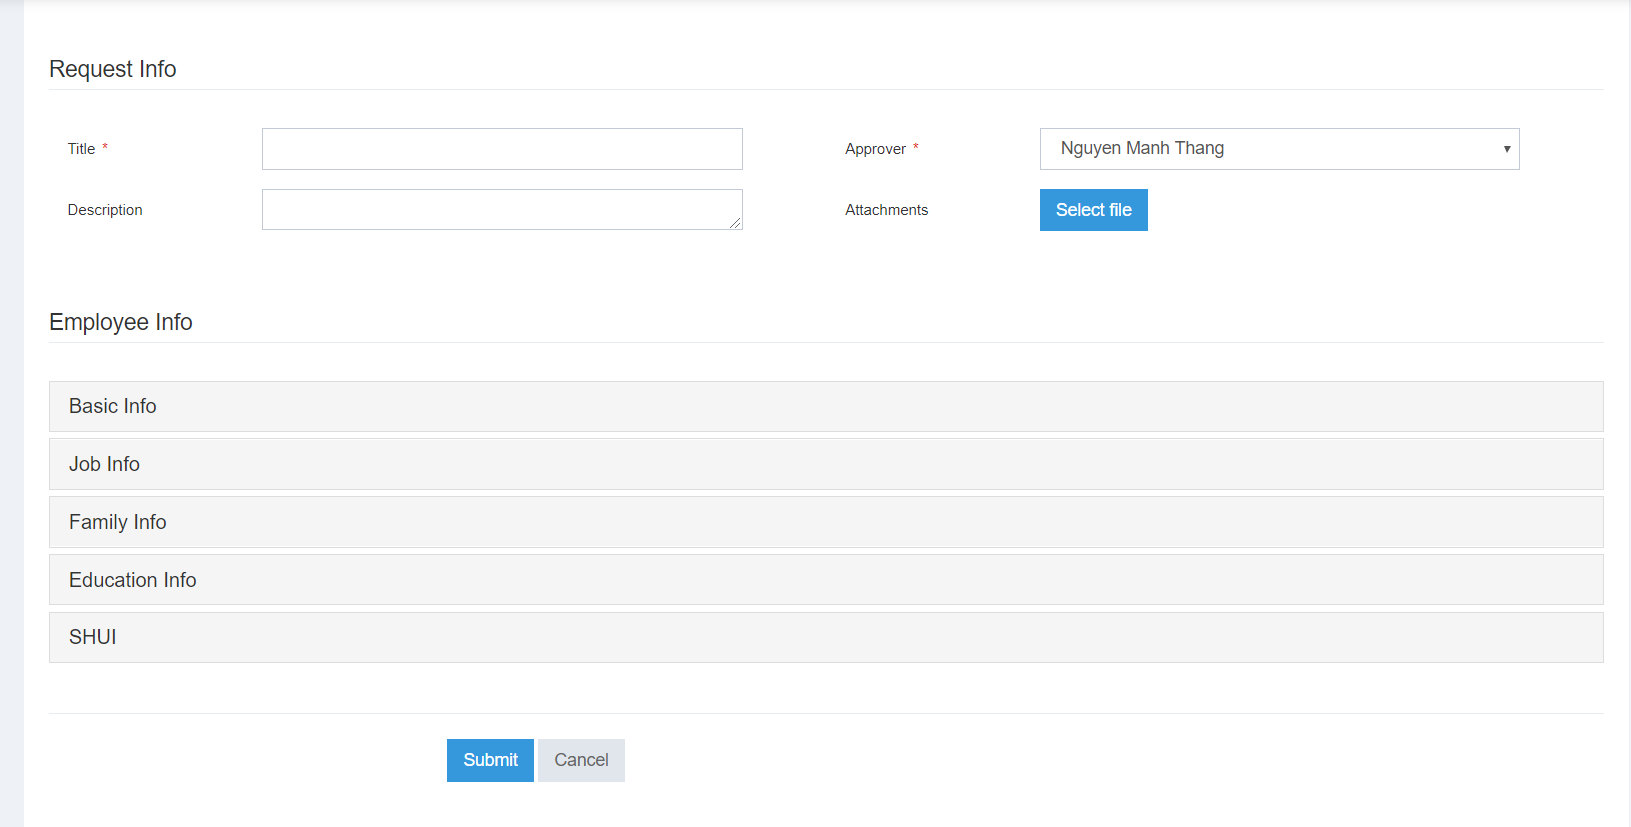 Request Info
Title *
Approver *
Nguyen Manh Thang
Description
Attachments
Select file
Employee Info
Basic Info
Job Info
Family Info
Education Info
SHUI
Submit
Cancel